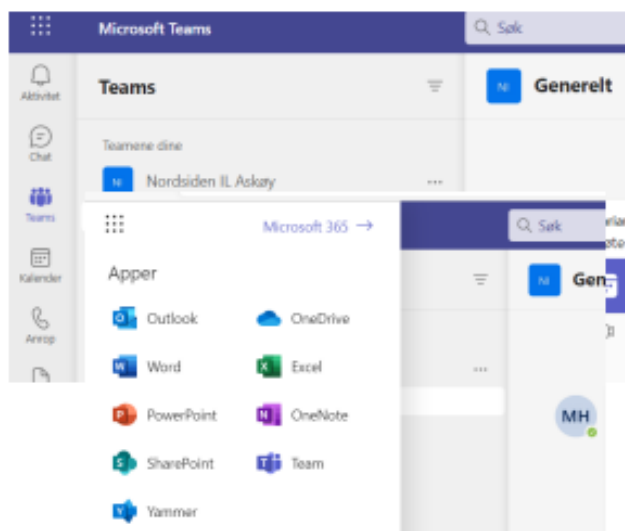 Microsoft Teams
Søk
Aktivitet
Teams
NI Generelt
Chat
Teamene dine
NI Nordsiden IL Askøy ...
Teams
Microsoft 365 →
Søk
Kalender
Apper
NI Gen
Outlook OneDrive
Anrop
Word Excel ...
PowerPoint OneNote
MH
SharePoint Team
Yammer